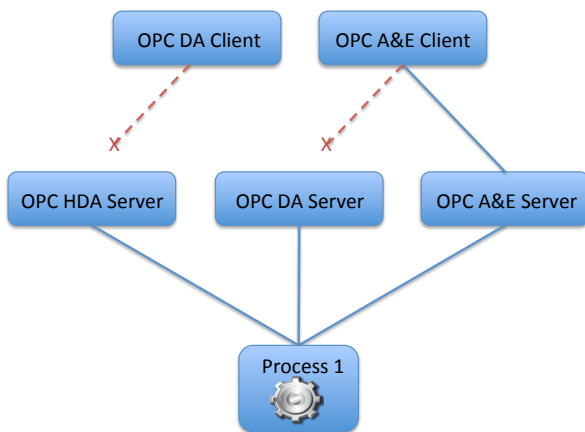 OPC DA Client
OPC A&E Client
X
X
OPC HDA Server
OPC DA Server
OPC A&E Server
Process 1